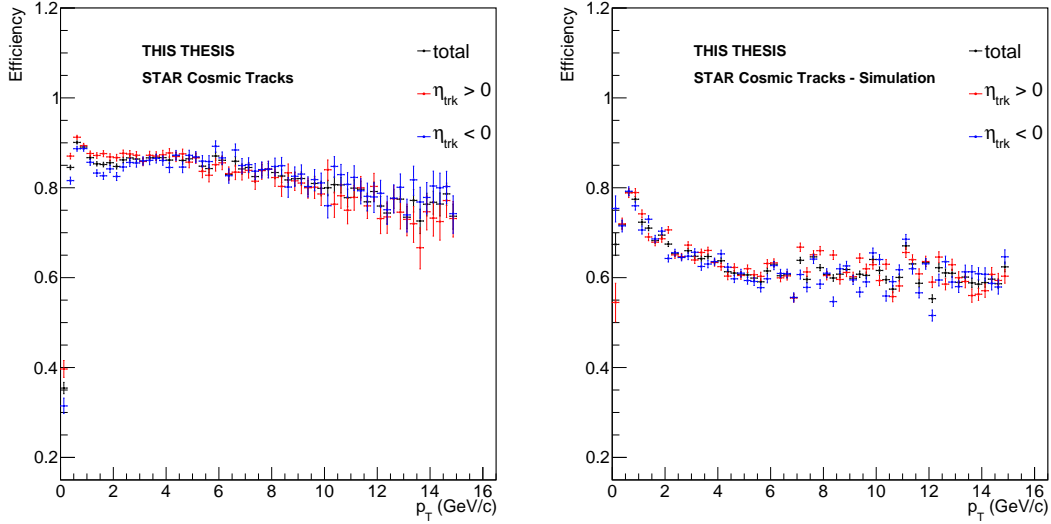 Efficiency
1.2
1
0.8
0.6
0.4
0.2
THIS THESIS
STAR Cosmic Tracks
total
η_trk > 0
η_trk < 0
0 2 4 6 8 10 12 14 16
p_T (GeV/c)
Efficiency
1.2
1
0.8
0.6
0.4
0.2
THIS THESIS
STAR Cosmic Tracks - Simulation
total
η_trk > 0
η_trk < 0
0 2 4 6 8 10 12 14 16
p_T (GeV/c)